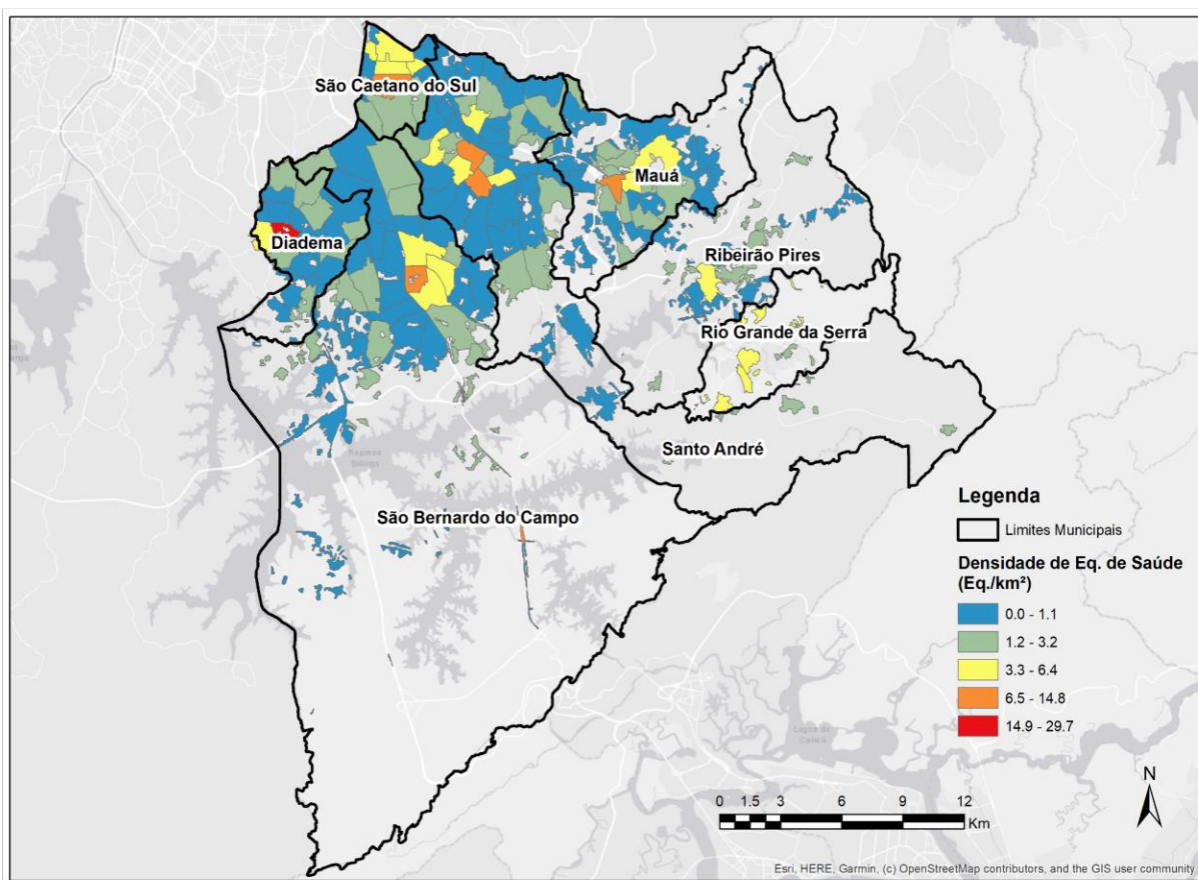 São Caetano do Sul
Mauá
Diadema
Ribeirão Pires
Rio Grande da Serra
Santo André
São Bernardo do Campo
Represa
Billings
Legenda
Limites Municipais
Densidade de Eq. de Saúde
(Eq./km²)
0.0 - 1.1
1.2 - 3.2
3.3 - 6.4
6.5 - 14.8
14.9 - 29.7
N
0 1.5 3 6 9 12
Km
Esri, HERE, Garmin, (c) OpenStreetMap contributors, and the GIS user community